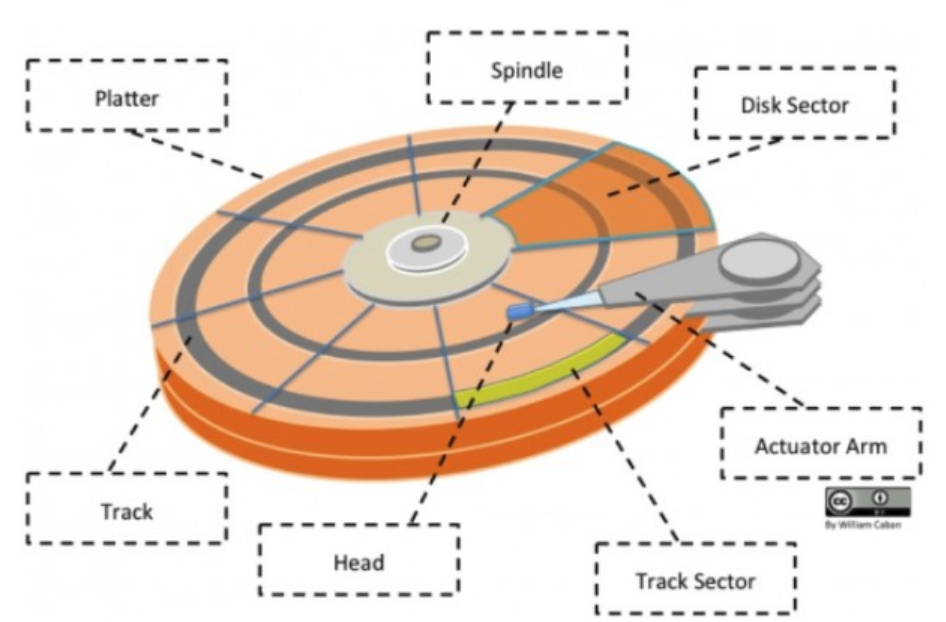 Spindle
Platter
Disk Sector
Actuator Arm
Track
Head
Track Sector
cc
BY
By William Caban